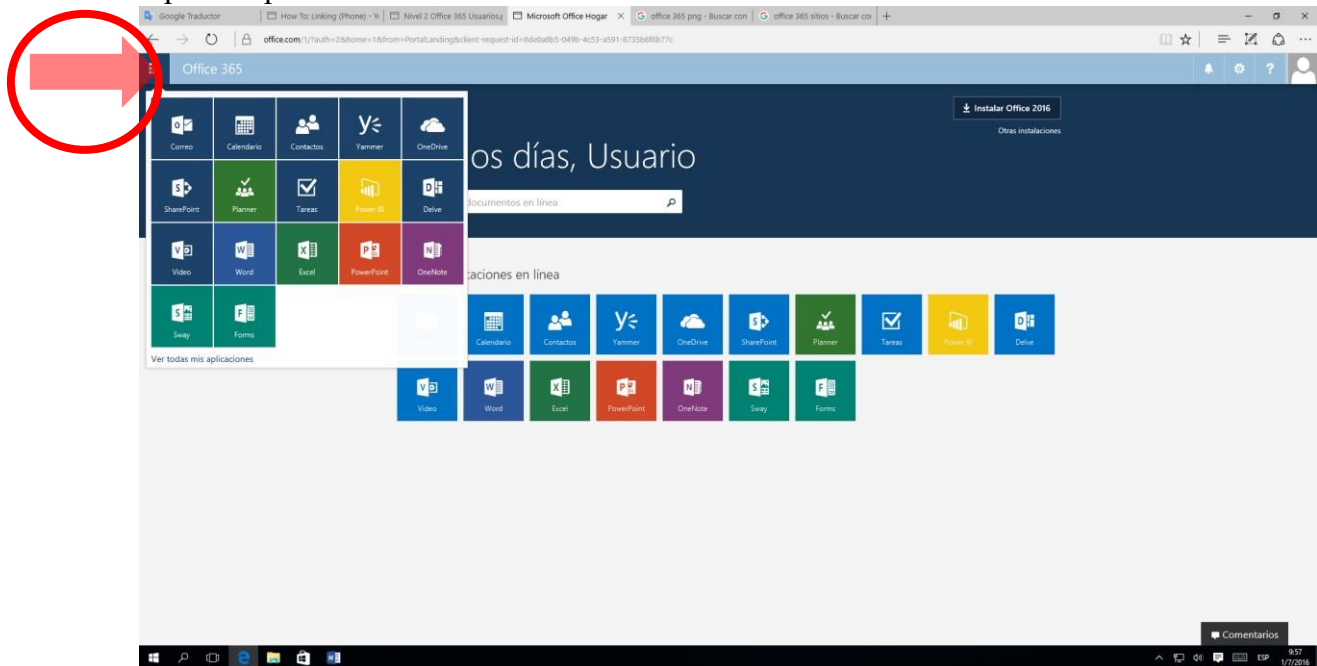 Google Traductor
How To: Linking (Phone) - Yo
Nivel 2 Office 365 Usuarios.
Microsoft Office Hogar
office 365 png - Buscar con
office 365 sitios - Buscar con
Office 365
Correo Calendario Contactos Yammer OneDrive
SharePoint Planner Tareas Power BI Delve
Video Word Excel PowerPoint OneNote
Sway Forms
Ver todas mis aplicaciones
Instalar Office 2016
Otras instalaciones
os días, Usuario
documentos en línea
caciones en línea
Calendario Contactos Yammer OneDrive SharePoint Planner Tareas Power BI Delve
Video Word Excel PowerPoint OneNote Sway Forms
Comentarios
ESP
9:57
1/7/2016